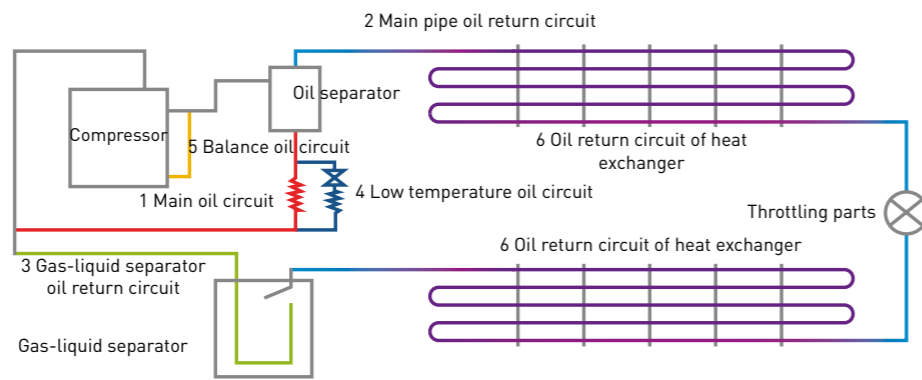 2 Main pipe oil return circuit
Oil separator
Compressor
5 Balance oil circuit
6 Oil return circuit of heat
exchanger
1 Main oil circuit
4 Low temperature oil circuit
Throttling parts
6 Oil return circuit of heat exchanger
3 Gas-liquid separator
oil return circuit
Gas-liquid separator